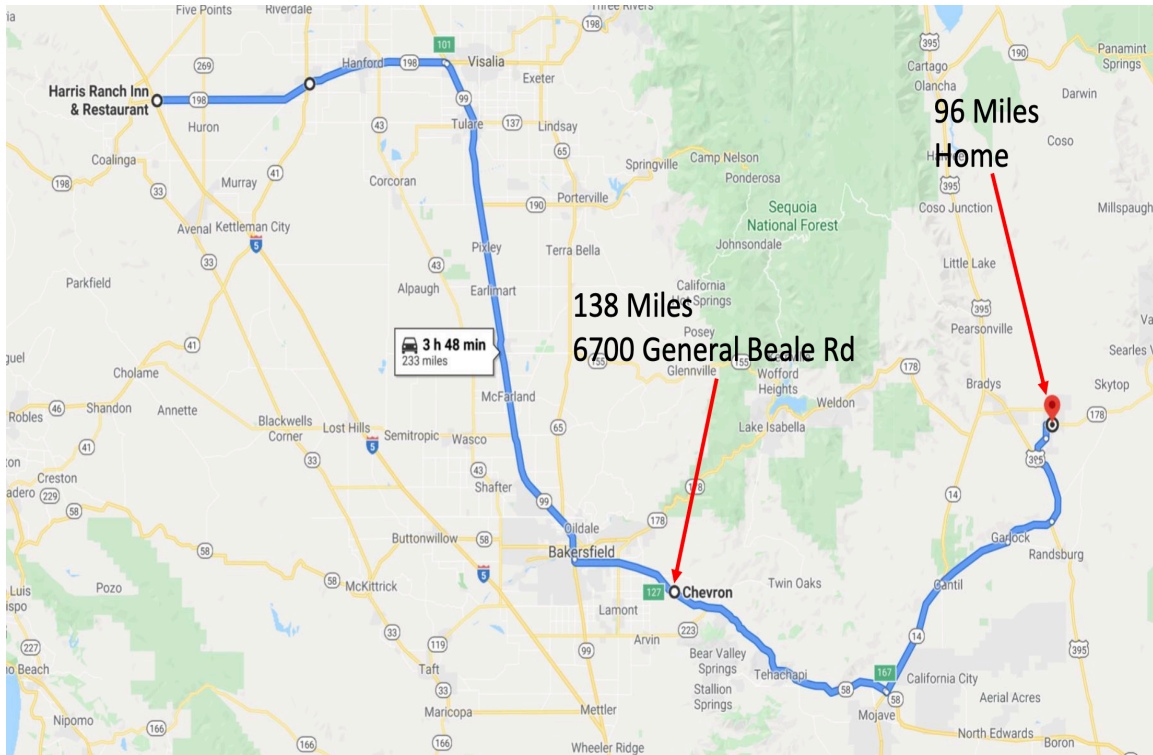 Five Points
Riverdale
Three Rivers
198
395
Cartago
190
Olancha
Panamint
Springs
101
Visalia
Hanford
198
269
Exeter
Harris Ranch Inn
& Restaurant
198
99
Darwin
96 Miles
Home
Huron
43
Tulare
137
Lindsay
Coso
65
Coalinga
198
33
Murray
41
Corcoran
Springville
Camp Nelson
Ponderosa
395
190
Porterville
Coso Junction
Millspaugh
Avenal
Kettleman City
Sequoia
National Forest
33
5
Pixley
Terra Bella
Johnsondale
43
Little Lake
Parkfield
Alpaugh
Earlimart
California
Hot Springs
395
138 Miles
6700 General Beale Rd
Pearsonville
41
3 h 48 min
233 miles
Posey
155
Glennville
155
Wofford
Heights
178
Searles V
Cholame
McFarland
Bradys
Skytop
46
Shandon
Annette
Weldon
178
Robles
Blackwells
Corner
Lost Hills
Semitropic
Wasco
65
Lake Isabella
41
33
5
43
395
Creston
Shafter
178
229
14
58
99
Oildale
178
58
Buttonwillow
58
Garlock
Randsburg
58
McKittrick
Bakersfield
Pozo
5
Twin Oaks
Cantil
Luis
127
Chevron
Lamont
33
223
14
119
Arvin
227
99
Bear Valley
Springs
395
Taft
Tehachapi
167
California City
Stallion
Springs
58
58
Aerial Acres
33
Nipomo
166
Maricopa
Mettler
Mojave
North Edwards
166
166
Wheeler Ridge
Boron